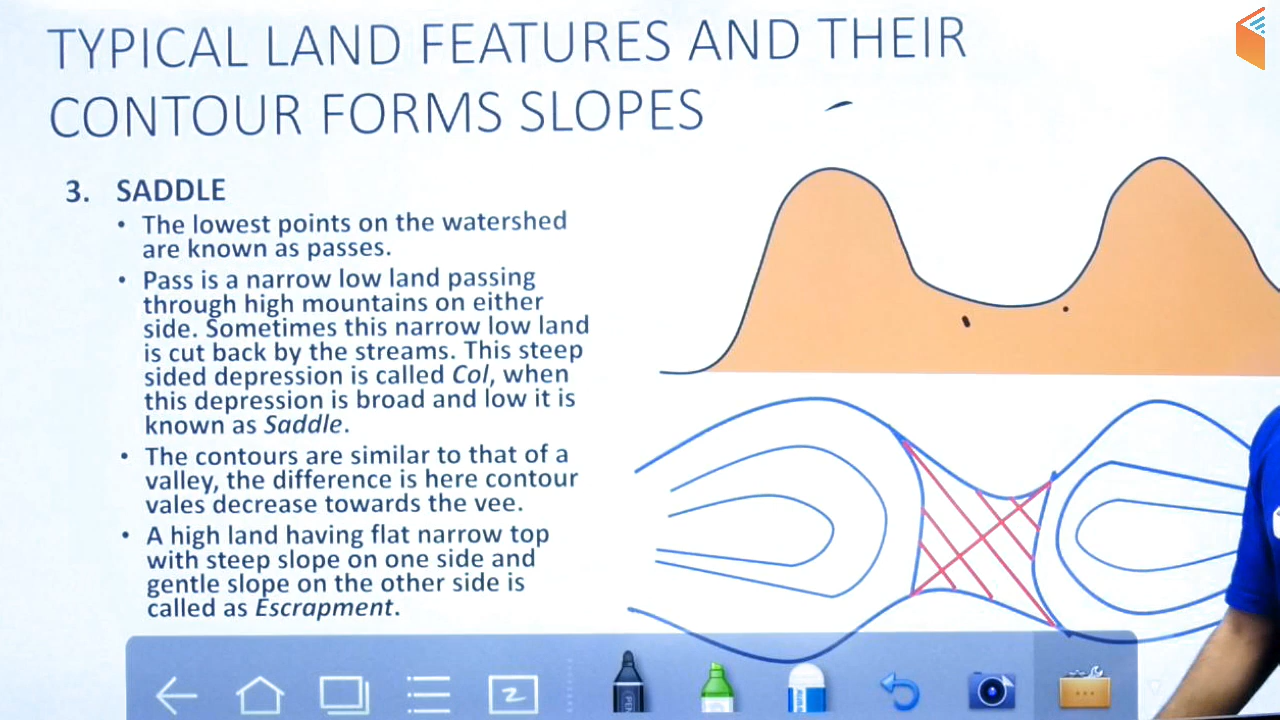 TYPICAL LAND FEATURES AND THEIR
CONTOUR FORMS SLOPES
3. SADDLE
• The lowest points on the watershed
are known as passes.
• Pass is a narrow low land passing
through high mountains on either
side. Sometimes this narrow low land
is cut back by the streams. This steep
sided depression is called Col, when
this depression is broad and low it is
known as Saddle.
• The contours are similar to that of a
valley, the difference is here contour
vales decrease towards the vee.
• A high land having flat narrow top
with steep slope on one side and
gentle slope on the other side is
called as Escrapment.